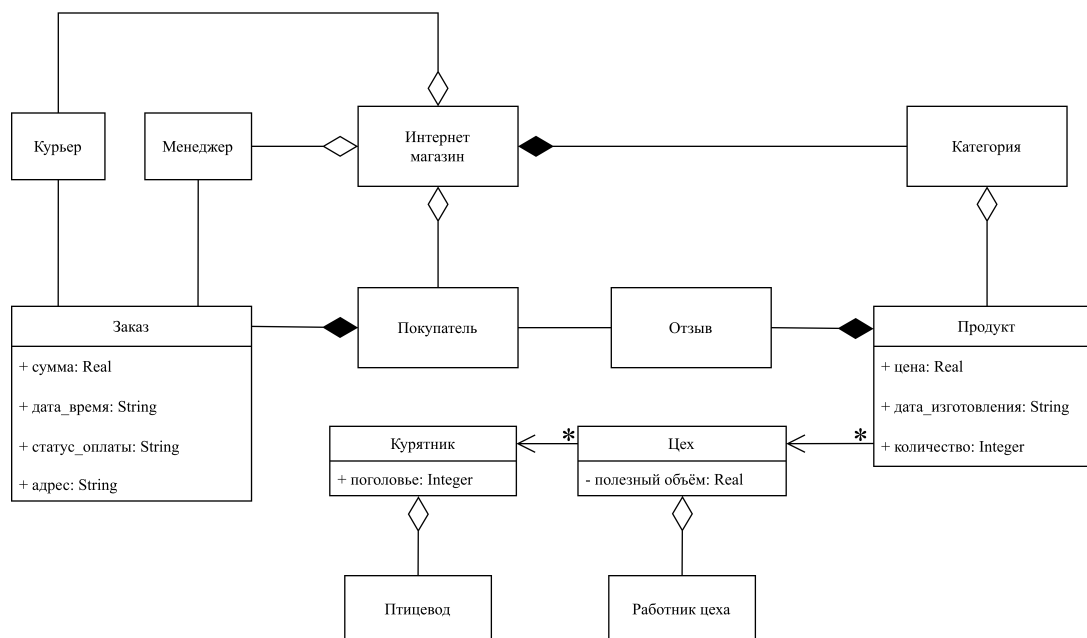 Курьер
Менеджер
Интернет
магазин
Категория
Заказ
+ сумма: Real
+ дата_время: String
+ статус_оплаты: String
+ адрес: String
Покупатель
Отзыв
Продукт
+ цена: Real
+ дата_изготовления: String
+ количество: Integer
Курятник
+ поголовье: Integer
*
Цех
- полезный объём: Real
*
Птицевод
Работник цеха